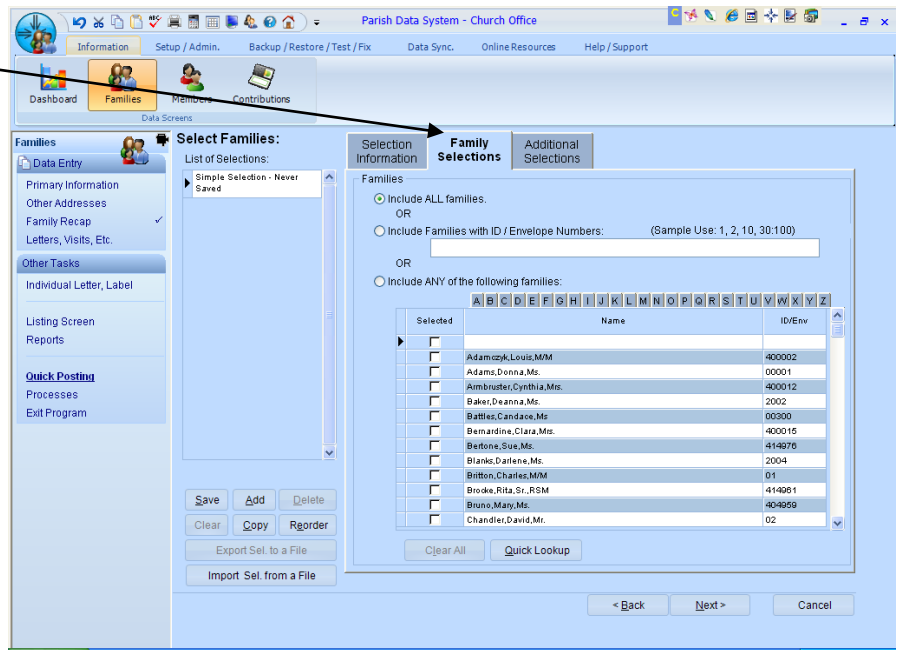 Parish Data System - Church Office
Information Setup / Admin. Backup / Restore / Test / Fix Data Sync. Online Resources Help / Support
Dashboard Families Members Contributions
Data Screens
Families
Data Entry
Primary Information
Other Addresses
Family Recap
Letters, Visits, Etc.
Other Tasks
Individual Letter, Label
Listing Screen
Reports
Quick Posting
Processes
Exit Program
Select Families:
List of Selections:
Simple Selection - Never
Saved
Save Add Delete
Clear Copy Reorder
Export Sel. to a File
Import Sel. from a File
Selection
Information
Family
Selections
Additional
Selections
Families
Include ALL families.
OR
Include Families with ID / Envelope Numbers: (Sample Use: 1, 2, 10, 30:100)
OR
Include ANY of the following families:
A B C D E F G H I J K L M N O P Q R S T U V W X Y Z
Selected Name ID/Env
Adamczyk,Louis,M/M 400002
Adams,Donna,Ms. 00001
Armbruster,Cynthia,Mrs. 400012
Baker,Deanna,Ms. 2002
Battles,Candace,Ms 00300
Bernardine,Clara,Mrs. 400015
Bertone,Sue,Ms. 414976
Blanks,Darlene,Ms. 2004
Britton,Charles,M/M 01
Brooke,Rita,Sr.,RSM 414961
Bruno,Mary,Ms. 404959
Chandler,David,Mr. 02
Clear All Quick Lookup
< Back Next > Cancel